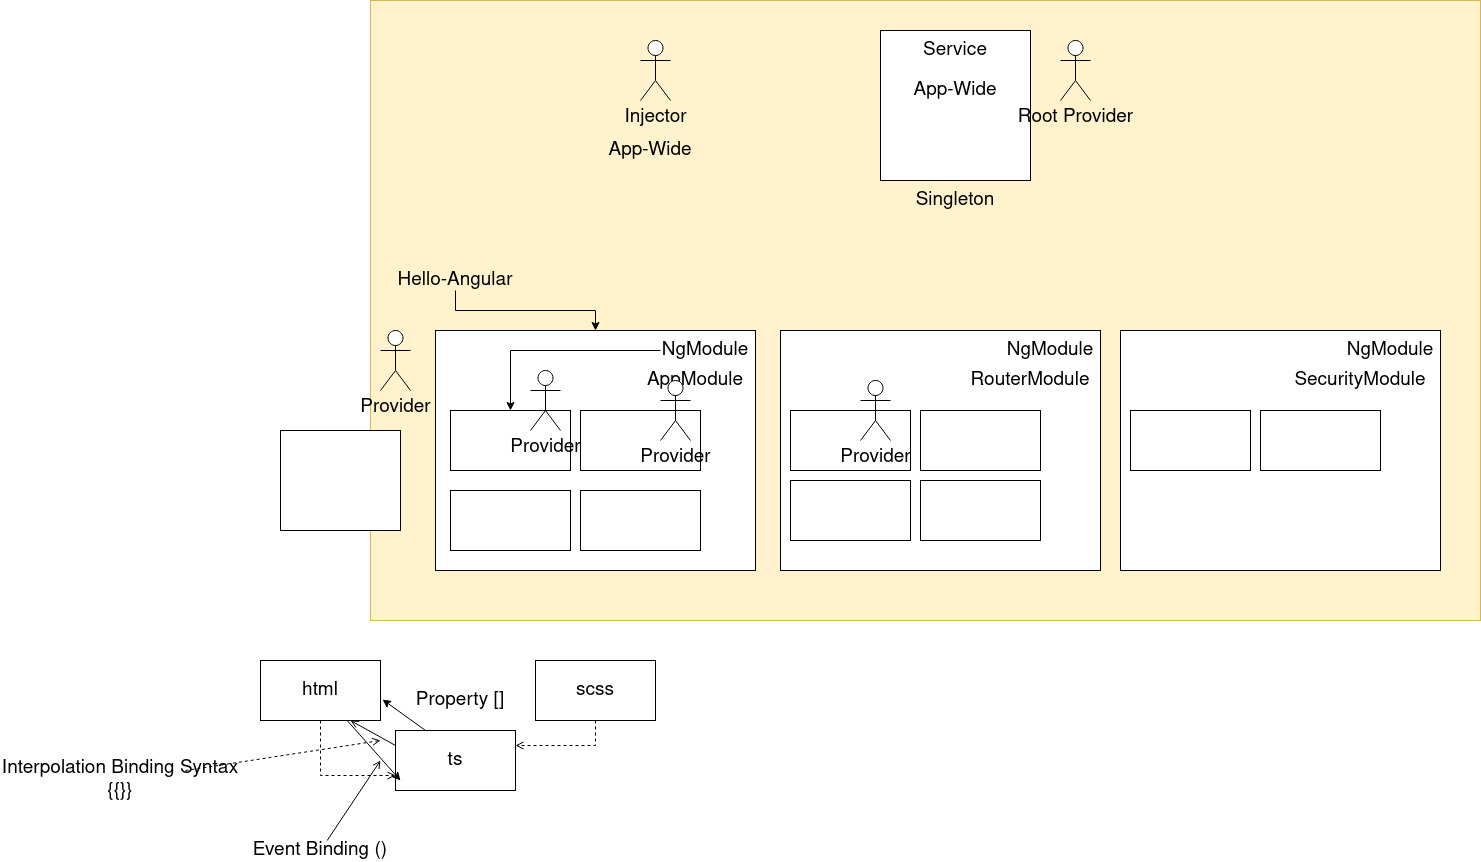 Service
App-Wide
Injector
Root Provider
App-Wide
Singleton
Hello-Angular
NgModule
AppModule
Provider
Provider
Provider
NgModule
RouterModule
Provider
NgModule
SecurityModule
html
Property []
scss
ts
Interpolation Binding Syntax
{{}}
Event Binding ()